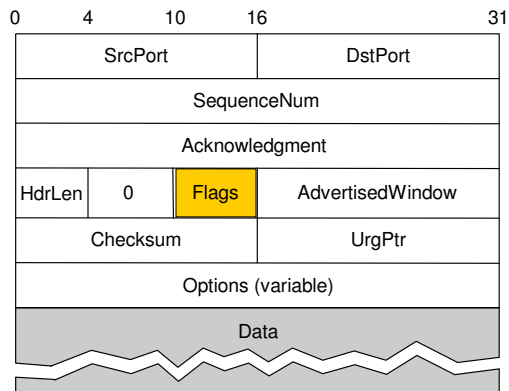 0 4 10 16 31
SrcPort DstPort
SequenceNum
Acknowledgment
HdrLen 0 Flags AdvertisedWindow
Checksum UrgPtr
Options (variable)
Data